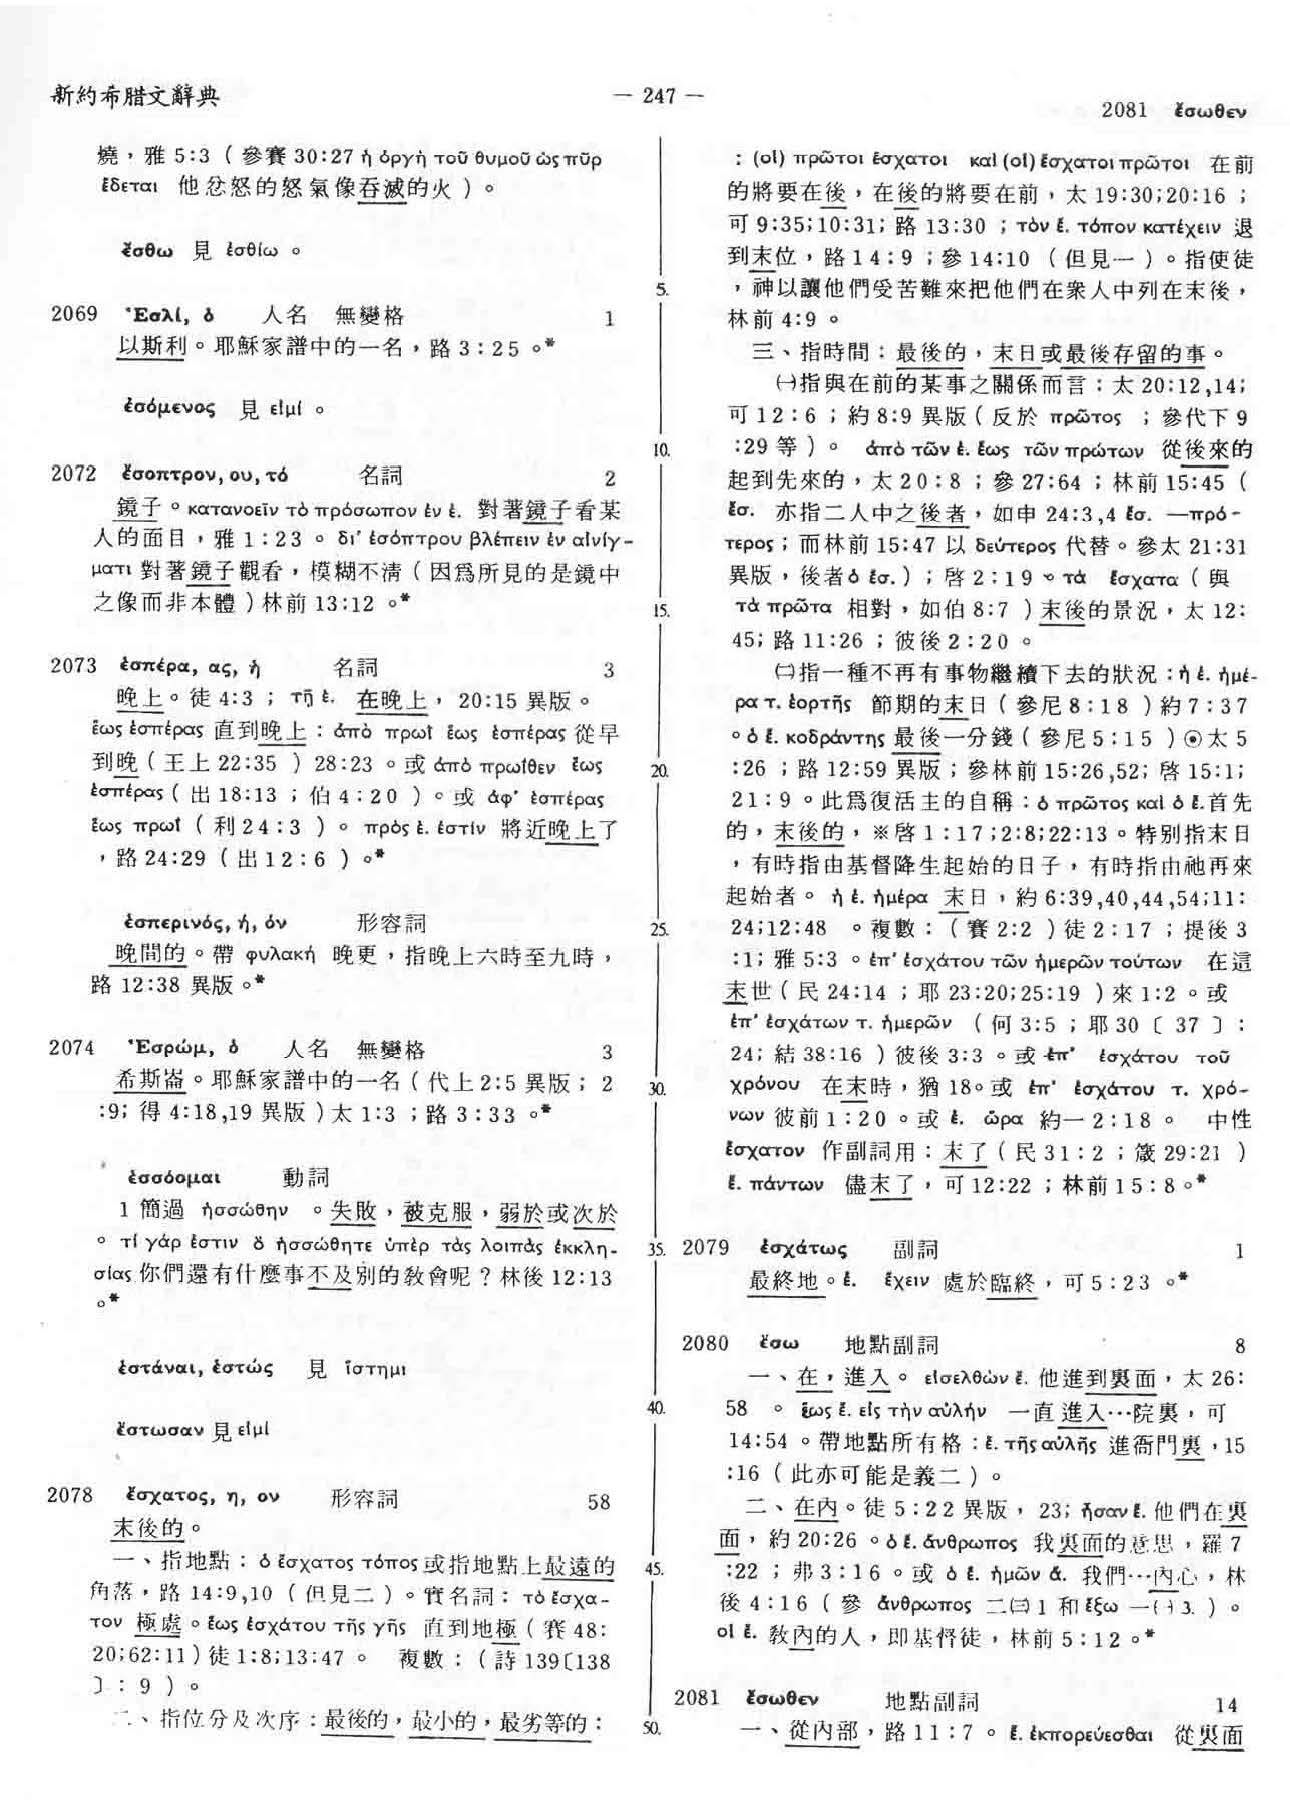 新約希腊文辭典
— 247 —
2081 ἔσωθεν
燒，雅 5:3（參賽 30:27 ἡ ὀργὴ τοῦ θυμοῦ ὡς πῦρ
ἔδεται 他忿怒的怒氣像吞滅的火）。
ἔσθω 見 ἐσθίω 。
2069 Ἐσλί, ὁ 人名 無變格 1
以斯利。耶穌家譜中的一名，路 3：25 。*
ἐσόμενος 見 εἰμί 。
2072 ἔσοπτρον, ου, τό 名詞 2
鏡子。κατανοεῖν τὸ πρόσωπον ἐν ἐ. 對著鏡子看某
人的面目，雅 1：23 。 δι’ ἐσόπτρου βλέπειν ἐν αἰνίγ-
ματι 對著鏡子觀看，模糊不淸（因爲所見的是鏡中
之像而非本體）林前 13:12 。*
2073 ἑσπέρα, ας, ἡ 名詞 3
晚上。徒 4:3 ； τῇ ἑ. 在晚上，20:15 異版。
ἕως ἑσπέρας 直到晚上：ἀπὸ πρωῒ ἕως ἑσπέρας 從早
到晚（王上 22:35 ）28:23 。或 ἀπὸ πρωΐθεν ἕως
ἑσπέρας（出 18:13 ；伯 4：20 ）。或 ἀφ’ ἑσπέρας
ἕως πρωῒ（利 24：3 ）。 πρὸς ἑ. ἐστίν 將近晚上了
，路 24:29（出 12：6 ）。*
ἑσπερινός, ή, όν 形容詞
晚間的。帶 φυλακή 晚更，指晚上六時至九時，
路 12:38 異版。*
2074 Ἑσρώμ, ὁ 人名 無變格 3
希斯崙。耶穌家譜中的一名（代上 2:5 異版； 2
:9; 得 4:18,19 異版）太 1:3 ；路 3：33 。*
ἑσσόομαι 動詞
1 簡過 ἡσσώθην 。失敗，被克服，弱於或次於
。 τί γάρ ἐστιν ὃ ἡσσώθητε ὑπὲρ τὰς λοιπὰς ἐκκλη-
σίας 你們還有什麼事不及別的敎會呢？林後 12:13
。*
ἑστάναι, ἑστώς 見 ἵστημι
ἔστωσαν 見 εἰμί
2078 ἔσχατος, η, ον 形容詞 58
末後的。
一、指地點：ὁ ἔσχατος τόπος 或指地點上最遠的
角落，路 14:9,10 （但見二）。實名詞： τὸ ἔσχα-
τον 極處。ἕως ἐσχάτου τῆς γῆς 直到地極（賽 48:
20;62:11）徒 1:8;13:47 。 複數：（詩 139〔138
〕：9 ）。
二、指位分及次序：最後的，最小的，最劣等的：
：(οἱ) πρῶτοι ἔσχατοι καὶ (οἱ) ἔσχατοι πρῶτοι 在前
的將要在後，在後的將要在前，太 19:30;20:16 ；
可 9:35;10:31; 路 13:30 ；τὸν ἔ. τόπον κατέχειν 退
到末位，路 14：9 ；參 14:10 （但見一）。指使徒
，神以讓他們受苦難來把他們在衆人中列在末後，
林前 4:9 。
三、指時間：最後的，末日或最後存留的事。
㈠指與在前的某事之關係而言：太 20:12,14;
可 12：6 ；約 8:9 異版（反於 πρῶτος ；參代下 9
:29 等）。 ἀπὸ τῶν ἐ. ἕως τῶν πρώτων 從後來的
起到先來的，太 20：8 ；參 27:64 ；林前 15:45（
ἔσ. 亦指二人中之後者，如申 24:3,4 ἔσ. —πρό-
τερος；而林前 15:47 以 δεύτερος 代替。參太 21:31
異版，後者 ὁ ἔσ.）；啓 2：19 。τὰ ἔσχατα（與
τὰ πρῶτα 相對，如伯 8:7 ）末後的景況，太 12:
45; 路 11:26 ；彼後 2：20 。
㈡指一種不再有事物繼續下去的狀況：ἡ ἐ. ἡμέ-
ρα τ. ἑορτῆς 節期的末日（參尼 8：18 ）約 7：37
。ὁ ἔ. κοδράντης 最後一分錢（參尼 5：15 ）⊙太 5
:26 ；路 12:59 異版；參林前 15:26,52; 啓 15:1;
21：9 。此爲復活主的自稱：ὁ πρῶτος καὶ ὁ ἔ.首先
的，末後的，※啓 1：17;2:8;22:13。特別指末日
，有時指由基督降生起始的日子，有時指由祂再來
起始者。 ἡ ἐ. ἡμέρα 末日，約 6:39,40,44,54;11:
24;12:48 。複數：（賽 2:2 ）徒 2：17 ；提後 3
:1; 雅 5:3 。ἐπ’ ἐσχάτου τῶν ἡμερῶν τούτων 在這
末世（民 24:14 ；耶 23:20;25:19 ）來 1:2 。或
ἐπ’ ἐσχάτων τ. ἡμερῶν （何 3:5 ；耶 30〔 37 〕：
24; 結 38:16 ）彼後 3:3 。或 ἐπ’ ἐσχάτου τοῦ
χρόνου 在末時，猶 18。或 ἐπ’ ἐσχάτου τ. χρό-
νων 彼前 1：20 。或 ἐ. ὥρα 約一 2：18 。 中性
ἔσχατον 作副詞用：末了（民 31：2 ；箴 29:21 ）
ἔ. πάντων 儘末了，可 12:22 ；林前 15：8。*
2079 ἐσχάτως 副詞 1
最終地。ἐ. ἔχειν 處於臨終，可 5：23 。*
2080 ἔσω 地點副詞 8
一、在，進入。 εἰσελθὼν ἔ. 他進到裏面，太 26:
58 。 ἕως ἔ. εἰς τὴν αὐλήν 一直進入…院裏，可
14:54 。帶地點所有格：ἔ. τῆς αὐλῆς 進衙門裏，15
:16（此亦可能是義二）。
二、在內。徒 5：22 異版， 23; ἦσαν ἔ. 他們在裏
面，約 20:26 。ὁ ἔ. ἄνθρωπος 我裏面的意思，羅 7
:22 ；弗 3：16 。或 ὁ ἔ. ἡμῶν ἄ. 我們…內心，林
後 4：16（參 ἄνθρωπος 二㈢ 1 和 ἔξω 一㈠ 3. ）。
οἱ ἔ. 敎內的人，即基督徒，林前 5：12。*
2081 ἔσωθεν 地點副詞 14
一、從內部，路 11：7 。 ἔ. ἐκπορεύεσθαι 從裏面
5.
10.
15.
20.
25.
30.
35.
40.
45.
50.